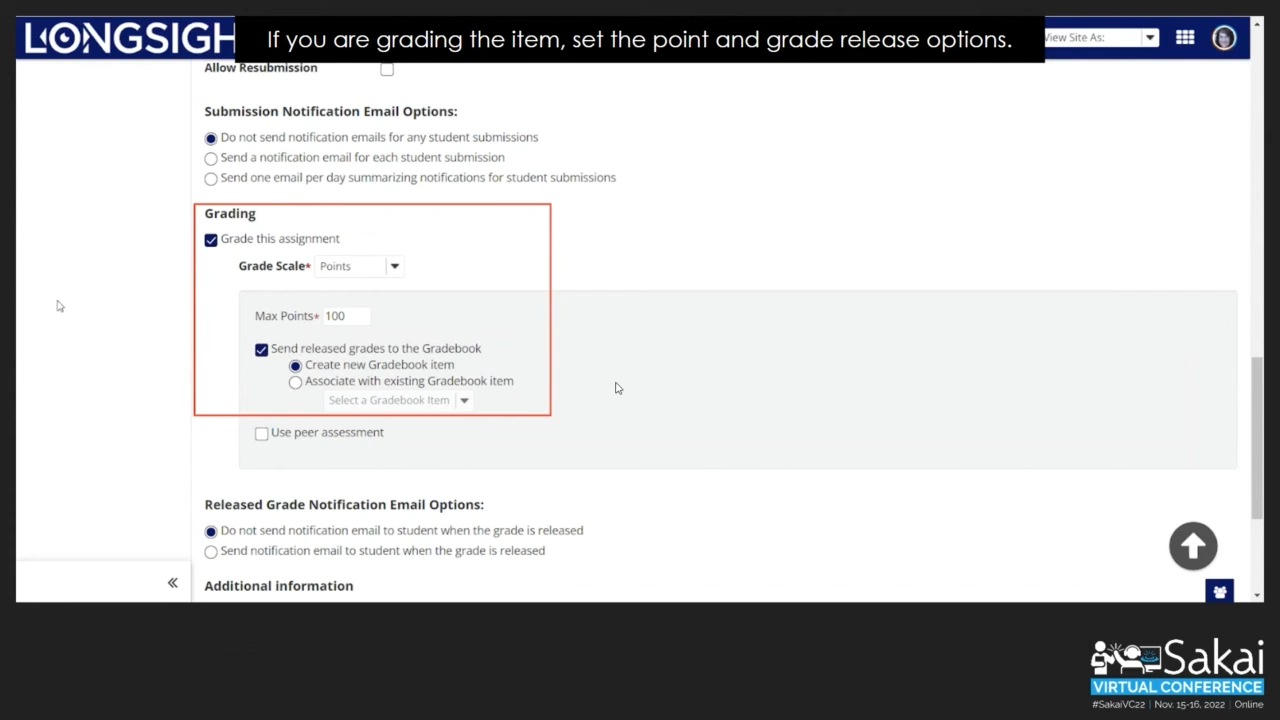 LONGSIGH
If you are grading the item, set the point and grade release options.
View Site As:
Allow Resubmission
Submission Notification Email Options:
Do not send notification emails for any student submissions
Send a notification email for each student submission
Send one email per day summarizing notifications for student submissions
Grading
Grade this assignment
Grade Scale* Points
Max Points* 100
Send released grades to the Gradebook
Create new Gradebook item
Associate with existing Gradebook item
Select a Gradebook Item
Use peer assessment
Released Grade Notification Email Options:
Do not send notification email to student when the grade is released
Send notification email to student when the grade is released
Additional information
Sakai
VIRTUAL CONFERENCE
#SakaiVC22 | Nov. 15-16, 2022 | Online